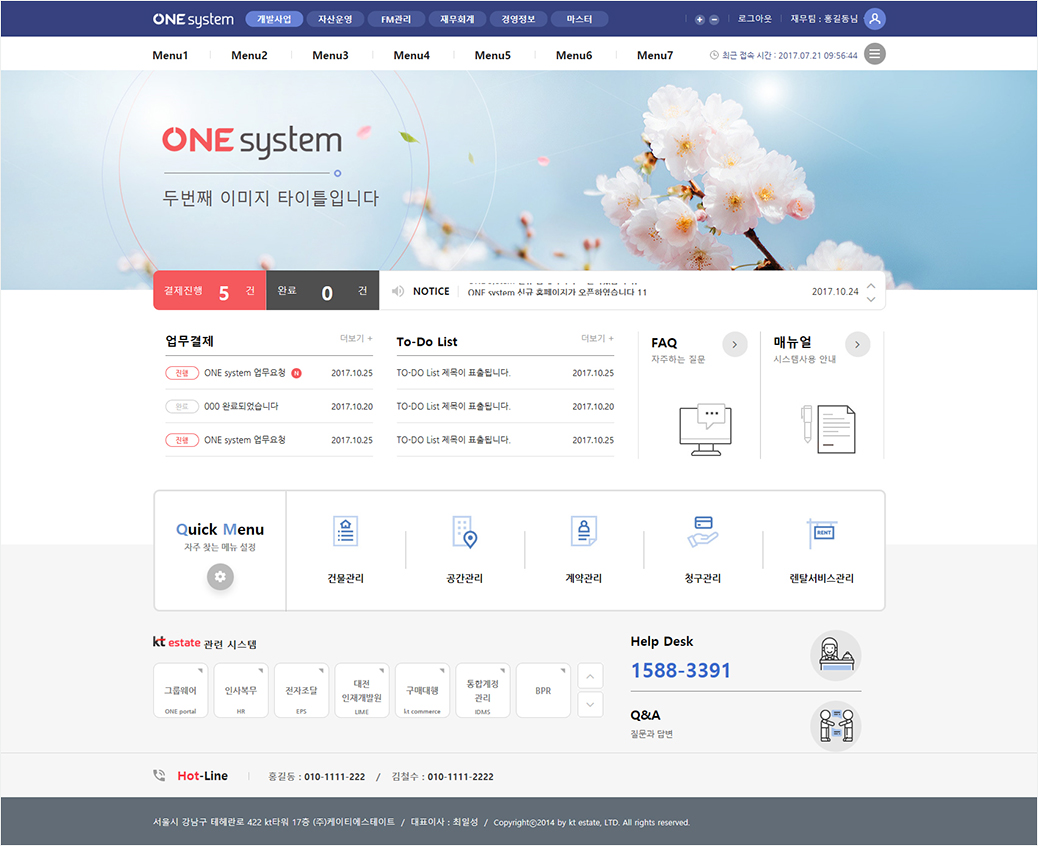 ONE system 개발사업 자산운영 FM관리 재무회계 경영정보 마스터 로그아웃 재무팀 : 홍길동님
Menu1 Menu2 Menu3 Menu4 Menu5 Menu6 Menu7 최근 접속 시간 : 2017.07.21 09:56:44
ONE system
두번째 이미지 타이틀입니다
결제진행 5 건 완료 0 건 NOTICE ONE system 신규 홈페이지가 오픈하였습니다 11 2017.10.24
업무결제 더보기 +
진행 ONE system 업무요청 N 2017.10.25
완료 000 완료되었습니다 2017.10.20
진행 ONE system 업무요청 2017.10.25
To-Do List 더보기 +
TO-DO List 제목이 표출됩니다. 2017.10.25
TO-DO List 제목이 표출됩니다. 2017.10.20
TO-DO List 제목이 표출됩니다. 2017.10.25
FAQ
자주하는 질문
매뉴얼
시스템사용 안내
Quick Menu
자주 찾는 메뉴 설정
건물관리
공간관리
계약관리
청구관리
RENT
렌탈서비스관리
kt estate 관련 시스템
그룹웨어
ONE portal
인사복무
HR
전자조달
EPS
대전
인재개발원
LIME
구매대행
kt commerce
통합계정
관리
IDMS
BPR
Help Desk
1588-3391
Q&A
질문과 답변
Hot-Line 홍길동 : 010-1111-222 / 김철수 : 010-1111-2222
서울시 강남구 테헤란로 422 kt타워 17층 (주)케이티에스테이트 / 대표이사 : 최일성 / Copyrightⓒ2014 by kt estate, LTD. All rights reserved.